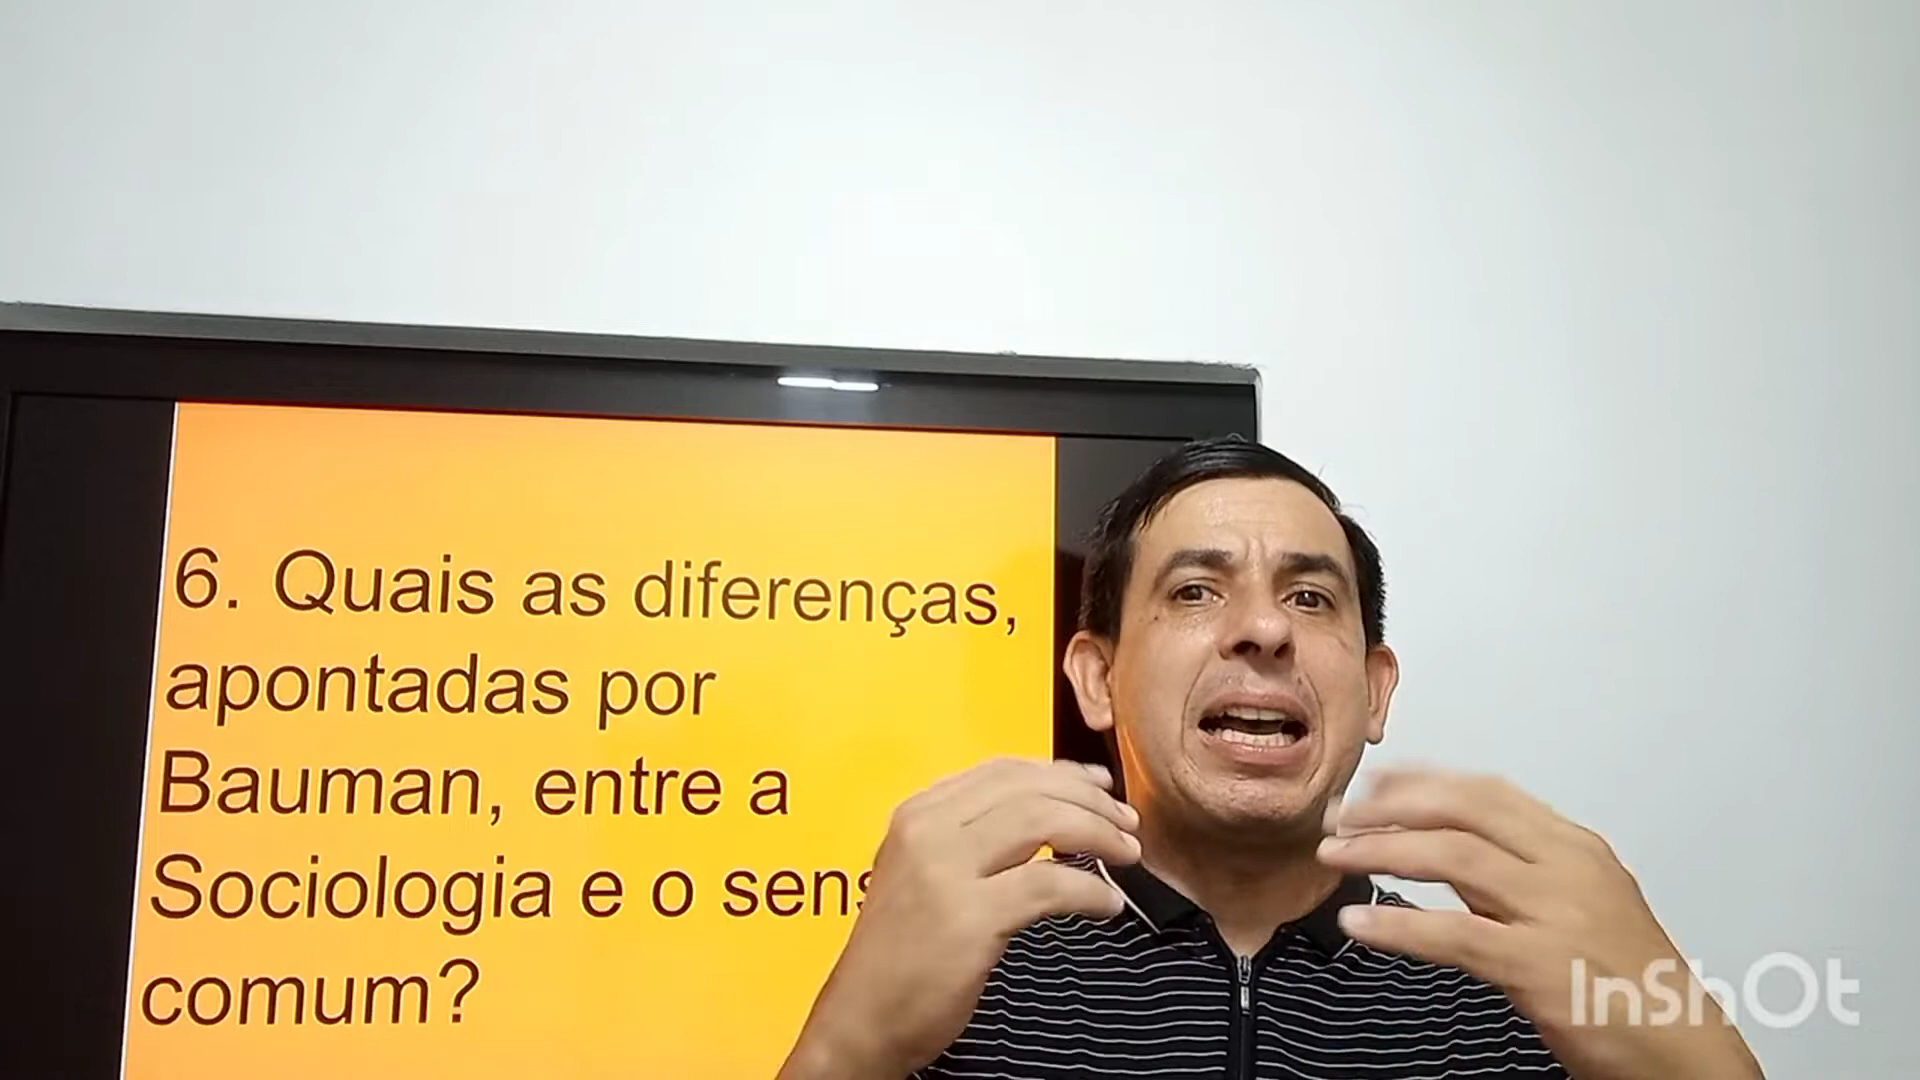 6. Quais as diferenças,
apontadas por
Bauman, entre a
Sociologia e o sens
comum?
InShOt